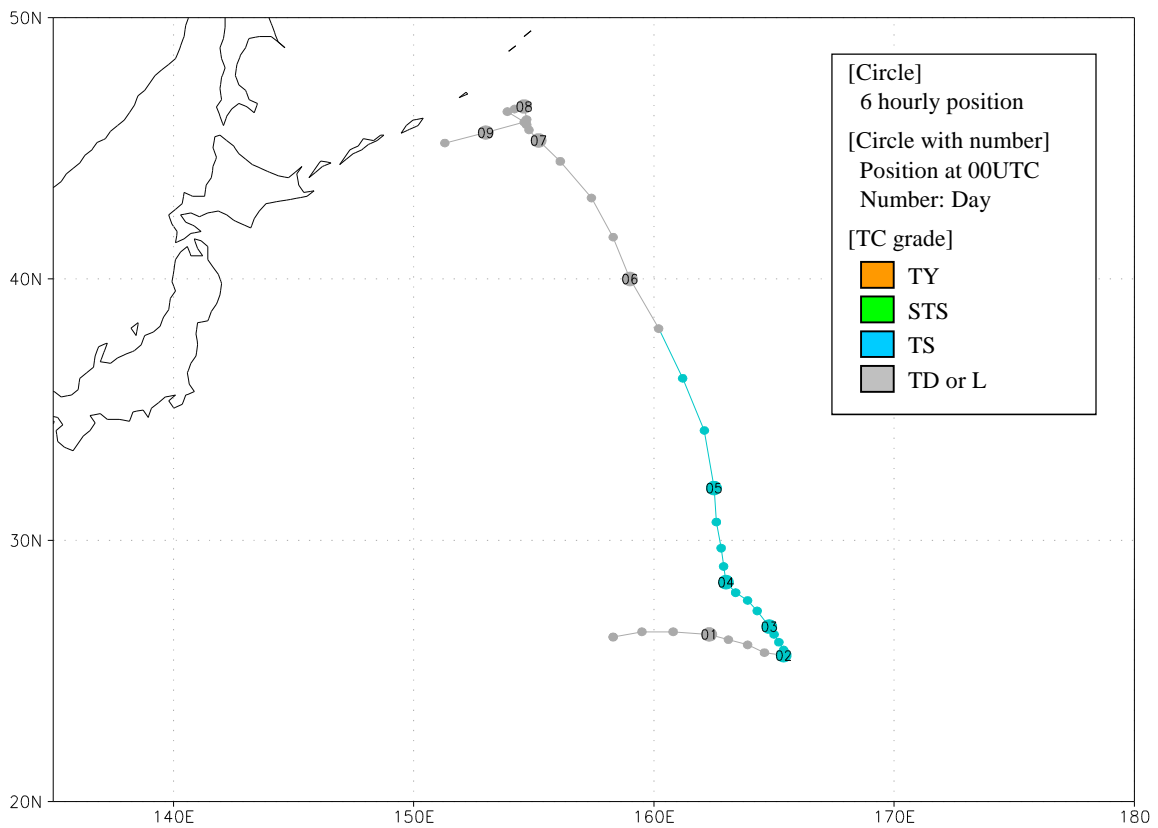 50N
[Circle]
6 hourly position
[Circle with number]
Position at 00UTC
Number: Day
[TC grade]
TY
STS
TS
TD or L
08
09
07
40N
06
05
30N
04
03
01
02
20N
140E
150E
160E
170E
180